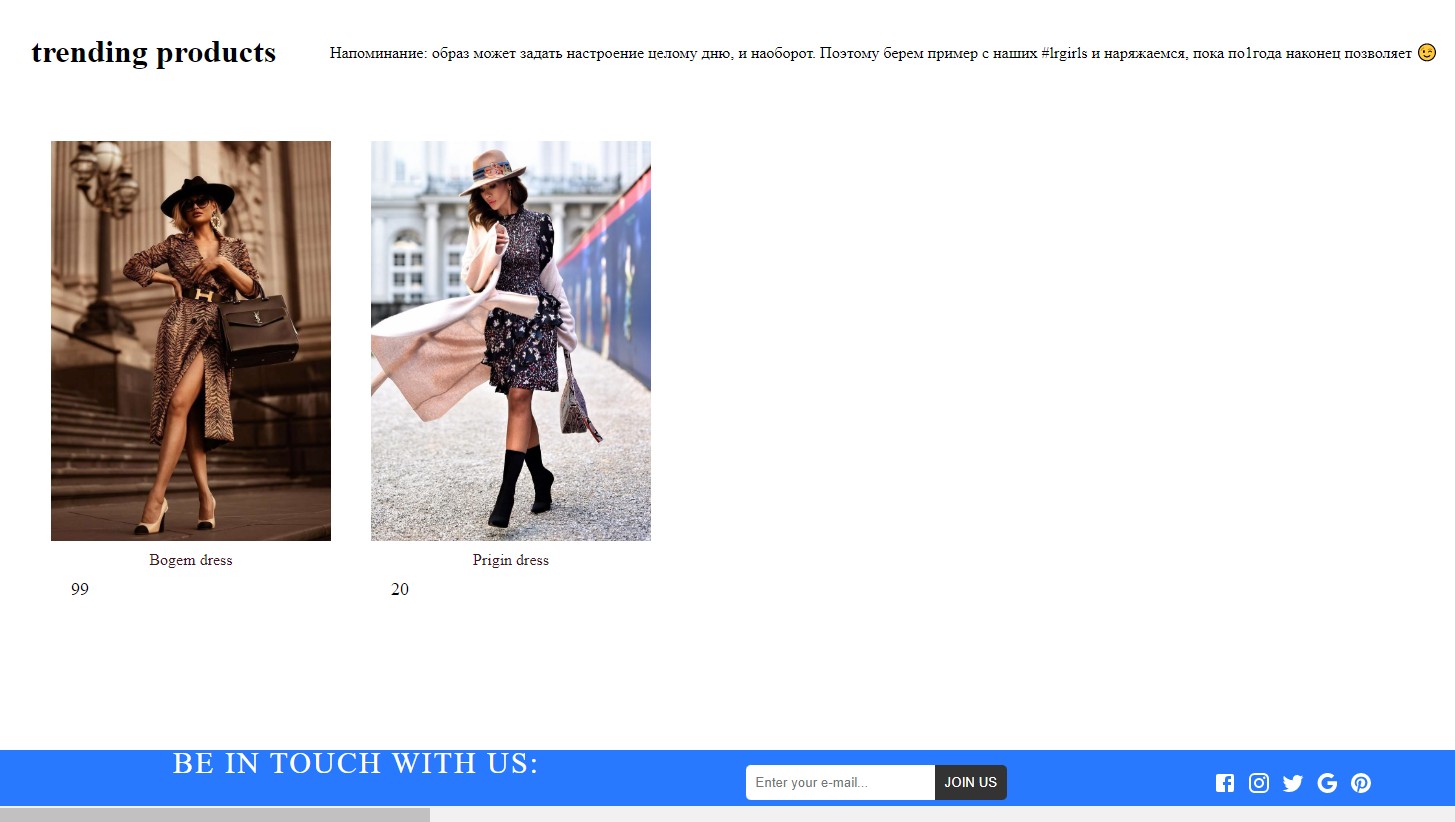 trending products
Напоминание: образ может задать настроение целому дню, и наоборот. Поэтому берем пример с наших #lrgirls и наряжаемся, пока по1года наконец позволяет 😉
Bogem dress
Prigin dress
99
20
BE IN TOUCH WITH US:
Enter your e-mail...
JOIN US